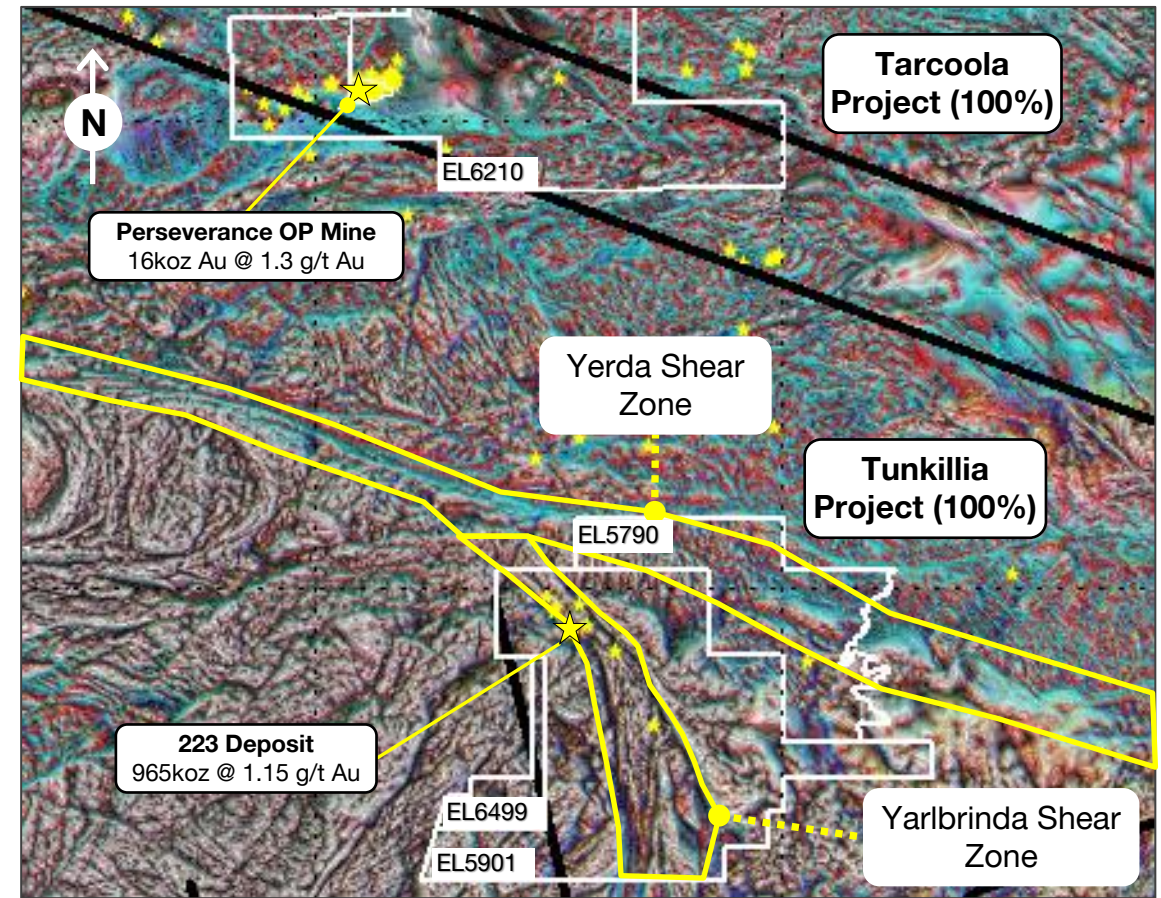 Tarcoola
Project (100%)
N
EL6210
Perseverance OP Mine
16koz Au @ 1.3 g/t Au
Yerda Shear
Zone
Tunkillia
Project (100%)
EL5790
223 Deposit
965koz @ 1.15 g/t Au
EL6499
Yarlbrinda Shear
Zone
EL5901